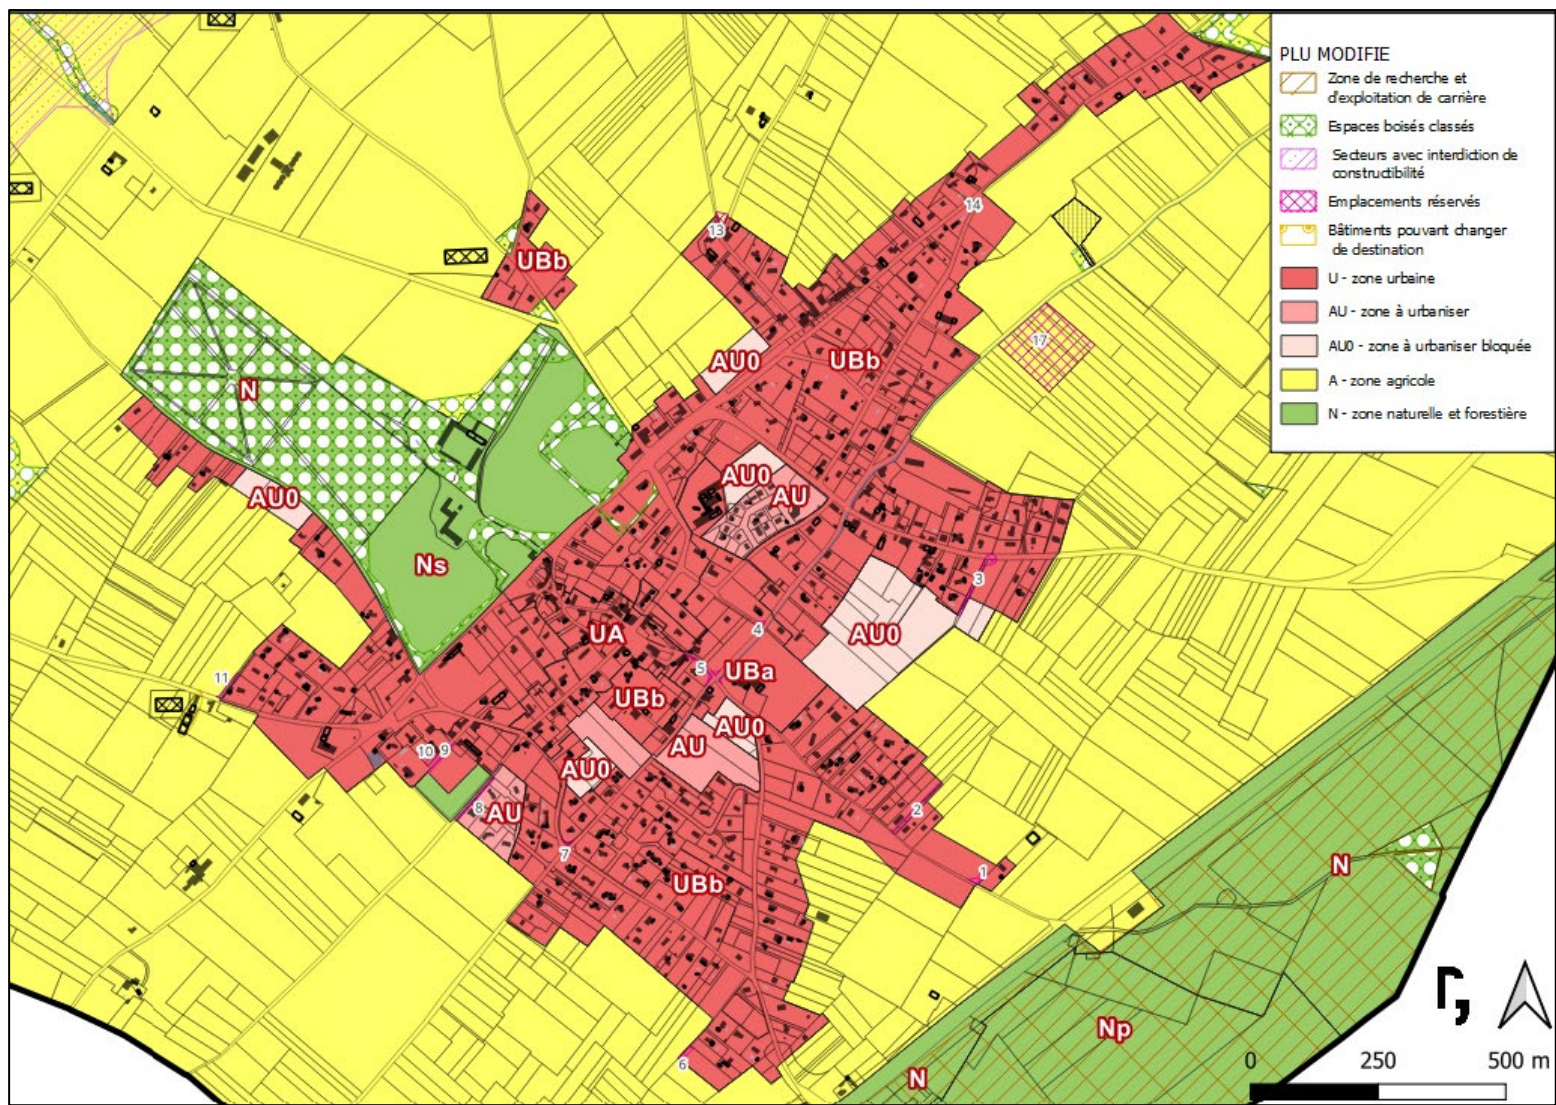 PLU MODIFIE
Zone de recherche et
d'exploitation de carrière
Espaces boisés classés
Secteurs avec interdiction de
constructibilité
Emplacements réservés
Bâtiments pouvant changer
de destination
U - zone urbaine
AU - zone à urbaniser
AU0 - zone à urbaniser bloquée
A - zone agricole
N - zone naturelle et forestière
14
13
UBb
17
AU0
UBb
N
AU0
AU
AU0
Ns
3
4
UA
AU0
5
UBa
11
UBb
AU0
AU
10 9
AU0
8
AU
2
7
1
N
UBb
Np
6
N
0 250 500 m